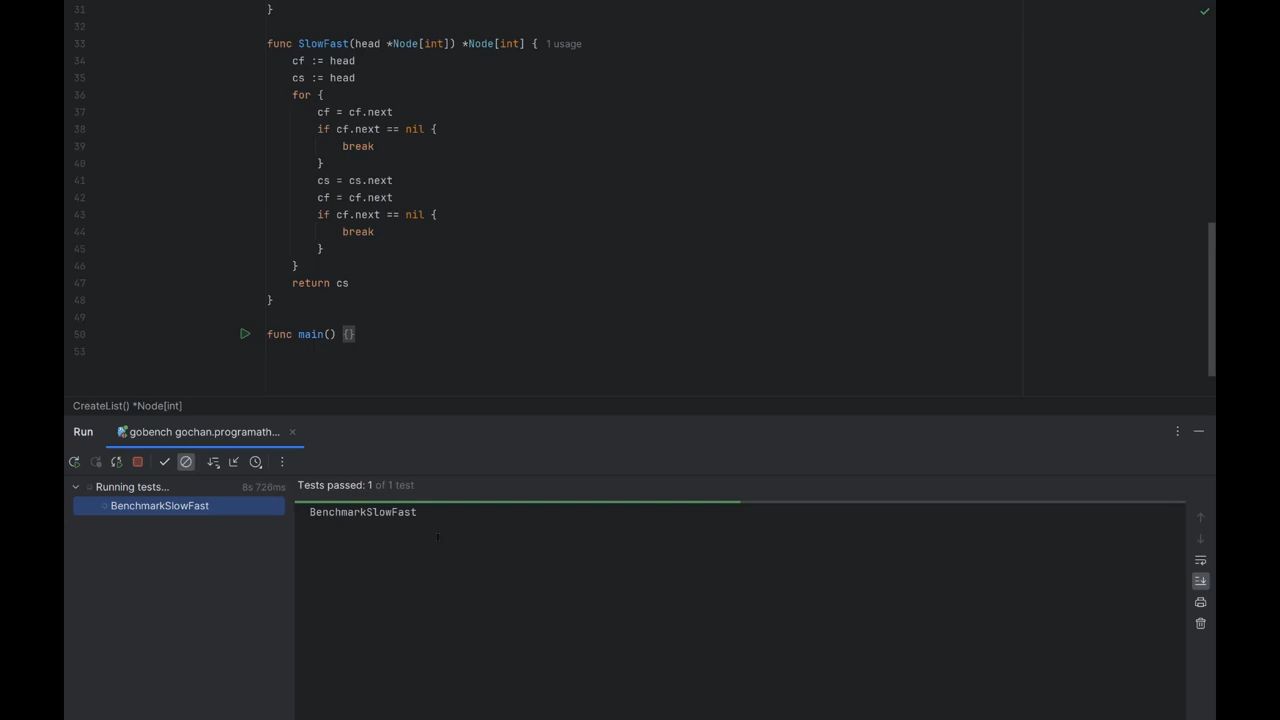 31 }
32
33 func SlowFast(head *Node[int]) *Node[int] { 1 usage
34 cf := head
35 cs := head
36 for {
37 cf = cf.next
38 if cf.next == nil {
39 break
40 }
41 cs = cs.next
42 cf = cf.next
43 if cf.next == nil {
44 break
45 }
46 }
47 return cs
48 }
49
50 func main() {}
53
CreateList() *Node[int]
Run gobench gochan.programath...
Running tests... 8s 726ms
Tests passed: 1 of 1 test
BenchmarkSlowFast
BenchmarkSlowFast